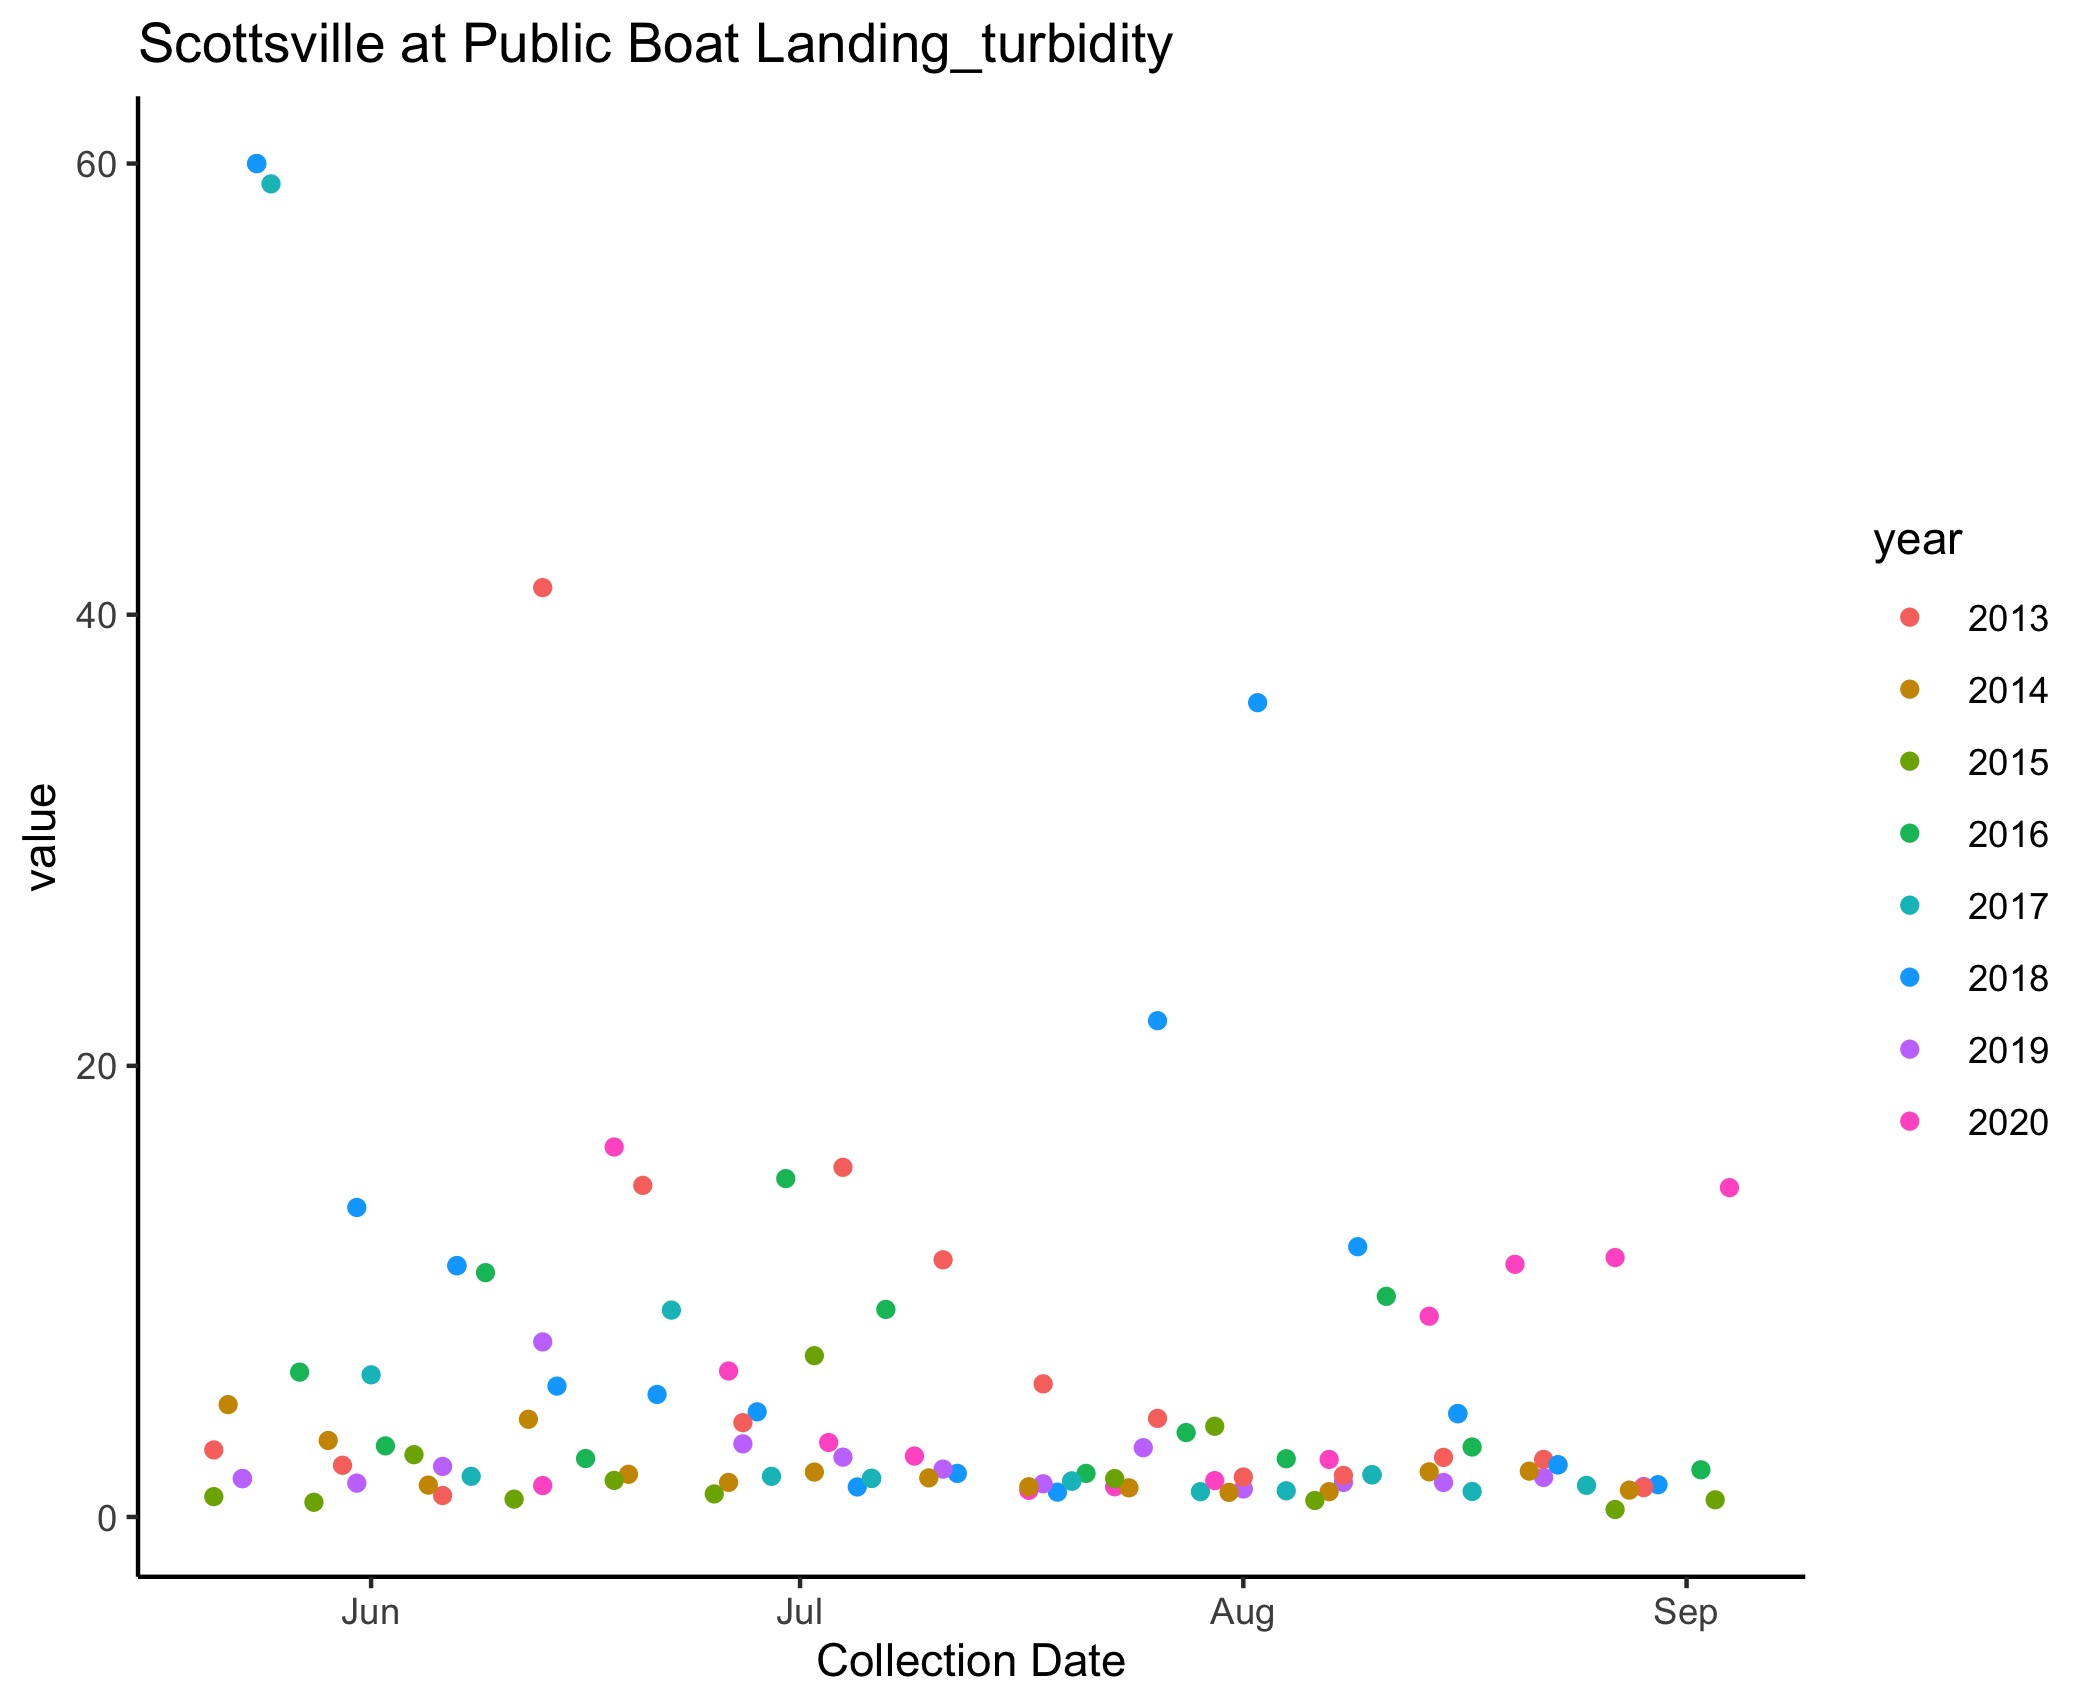 Scottsville at Public Boat Landing_turbidity
60
40
20
0
value
Jun Jul Aug Sep
Collection Date
year
2013
2014
2015
2016
2017
2018
2019
2020